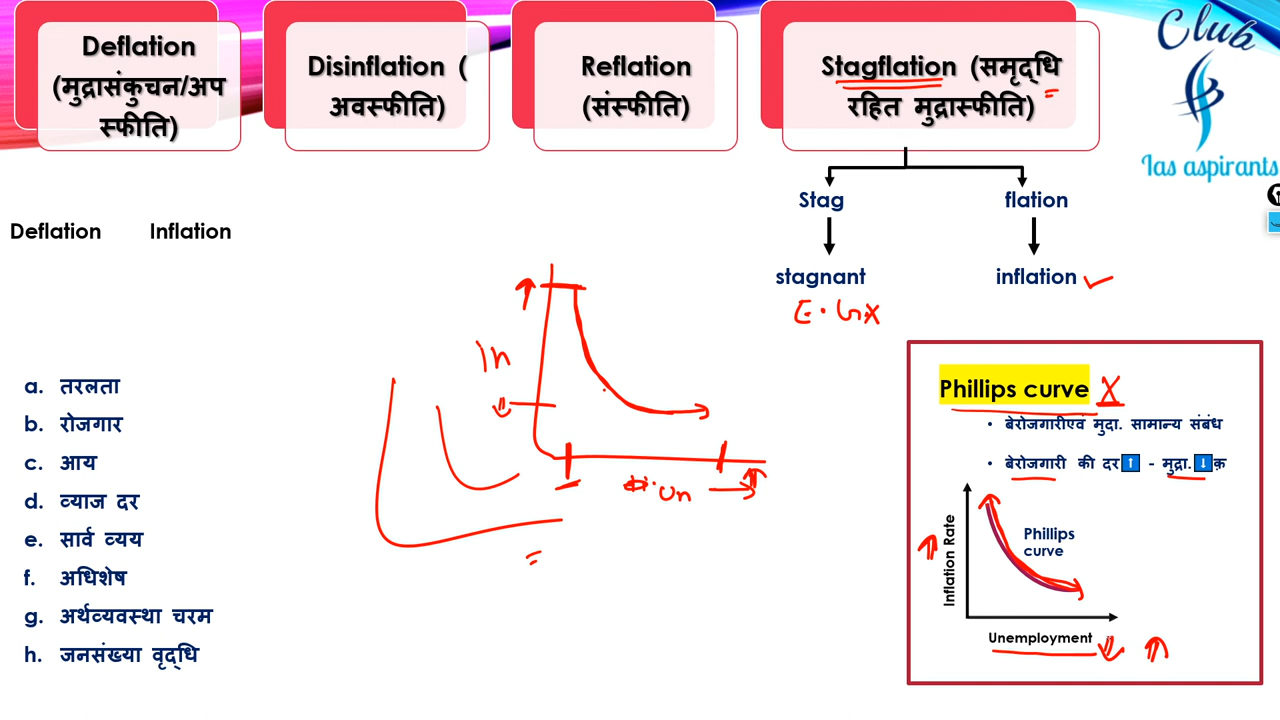 Deflation
(मुद्रासंकुचन/अप
स्फीति)
Disinflation (
अवस्फीति)
Reflation
(संस्फीति)
Stagflation (समृद्धि
रहित मुद्रास्फीति)
Club
Ias aspirants
Stag
flation
stagnant
inflation
E. Gr X
Deflation
Inflation
a. तरलता
b. रोजगार
c. आय
d. व्याज दर
e. सार्व व्यय
f. अधिशेष
g. अर्थव्यवस्था चरम
h. जनसंख्या वृद्धि
in
un
Phillips curve X
• बेरोजगारीएवं मुदा. सामान्य संबंध
• बेरोजगारी की दर↑ - मुद्रा.↓क़
Inflation Rate
Phillips
curve
Unemployment